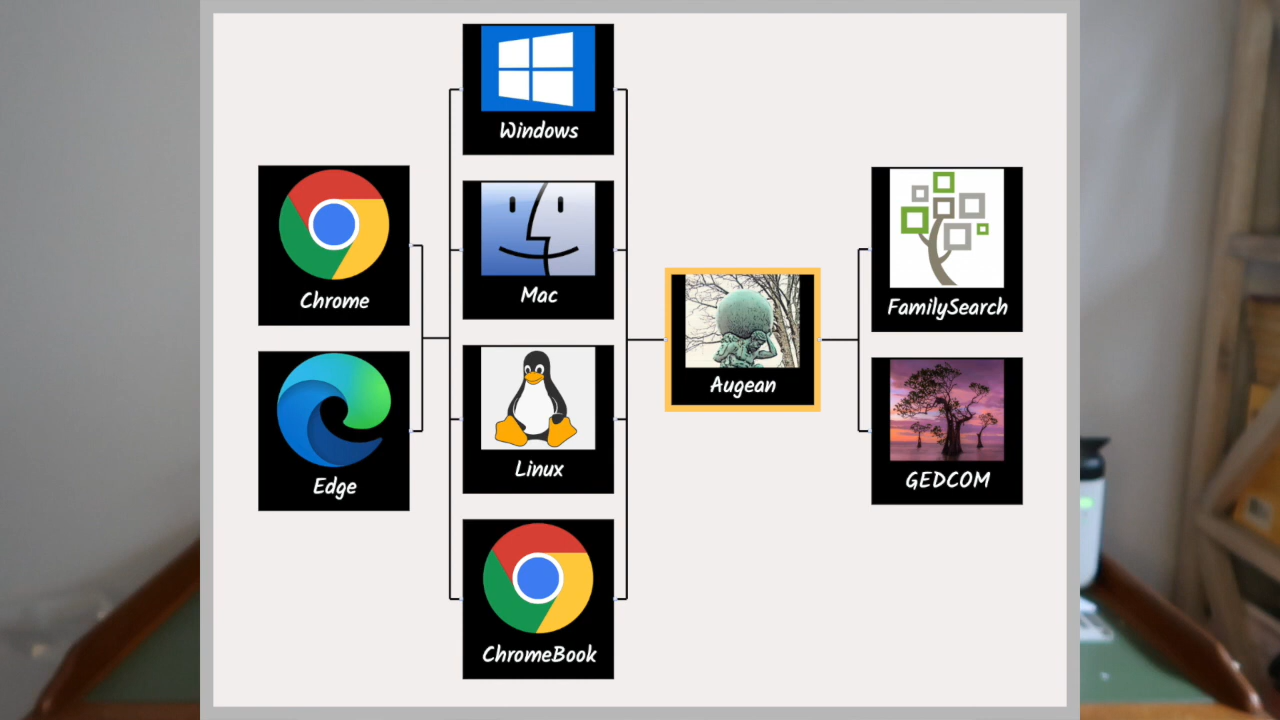 Windows
Chrome
Mac
FamilySearch
Augean
Edge
Linux
GEDCOM
ChromeBook